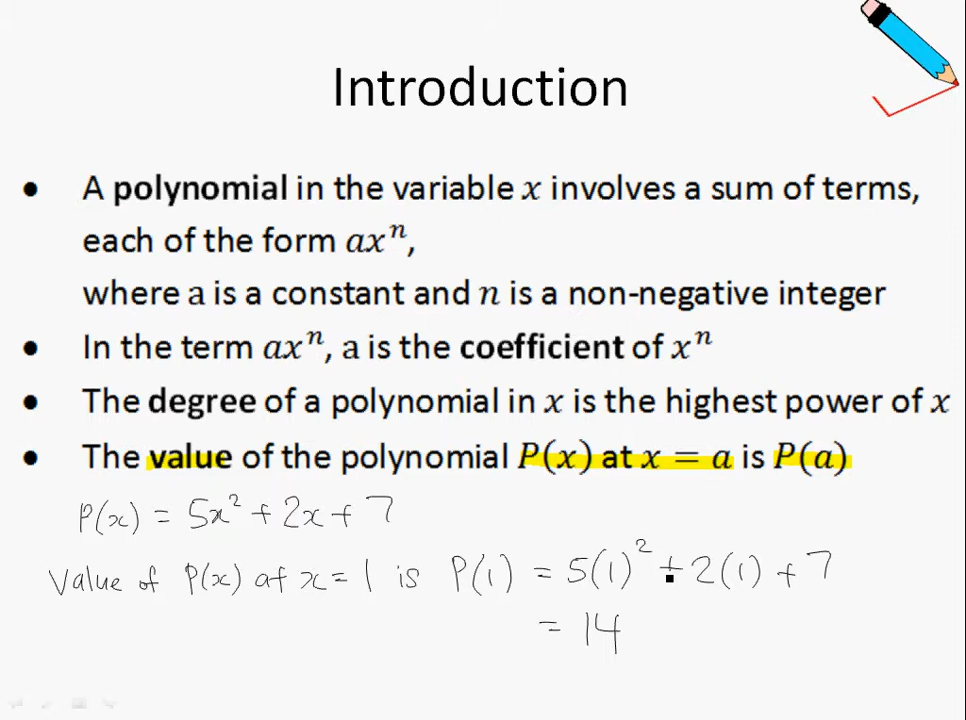 Introduction
• A polynomial in the variable x involves a sum of terms,
each of the form axⁿ,
where a is a constant and n is a non-negative integer
• In the term axⁿ, a is the coefficient of xⁿ
• The degree of a polynomial in x is the highest power of x
• The value of the polynomial P(x) at x = a is P(a)
P(x) = 5x² + 2x + 7
Value of P(x) at x = 1 is P(1) = 5(1)² + 2(1) + 7
= 14